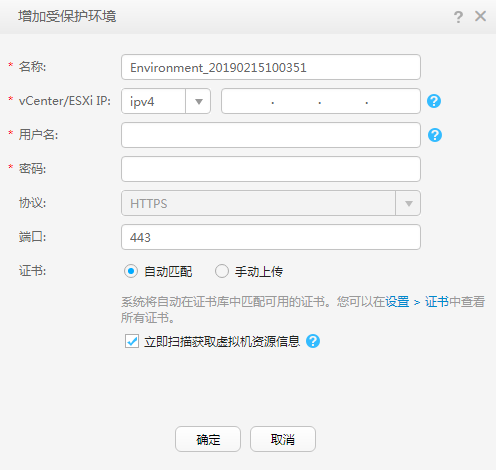 增加受保护环境
* 名称: Environment_20190215100351
* vCenter/ESXi IP: ipv4 . . .
* 用户名:
* 密码:
协议: HTTPS
端口: 443
证书: 自动匹配 手动上传
系统将自动在证书库中匹配可用的证书。您可以在设置 > 证书中查看
所有证书。
立即扫描获取虚拟机资源信息
确定 取消